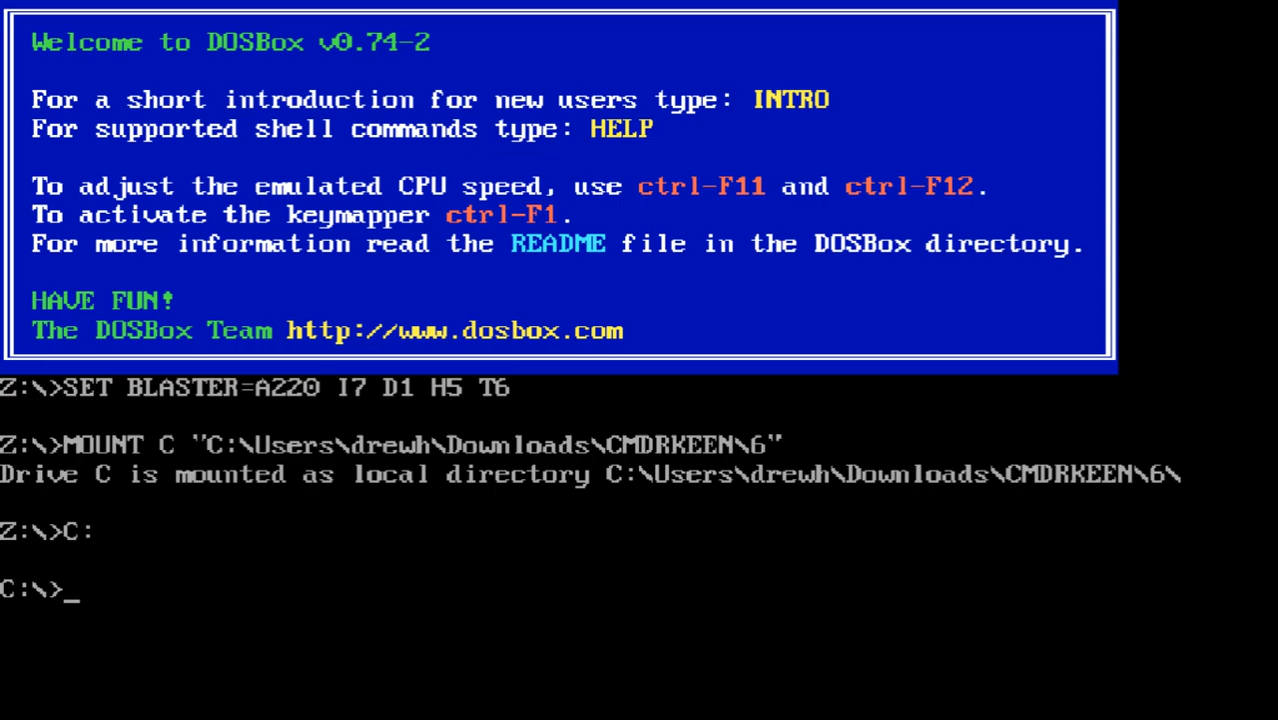 Welcome to DOSBox v0.74-2
For a short introduction for new users type: INTRO
For supported shell commands type: HELP
To adjust the emulated CPU speed, use ctrl-F11 and ctrl-F12.
To activate the keymapper ctrl-F1.
For more information read the README file in the DOSBox directory.
HAVE FUN!
The DOSBox Team http://www.dosbox.com
Z:\>SET BLASTER=A220 I7 D1 H5 T6
Z:\>MOUNT C "C:\Users\drewh\Downloads\CMDRKEEN\6"
Drive C is mounted as local directory C:\Users\drewh\Downloads\CMDRKEEN\6\
Z:\>C:
C:\>_